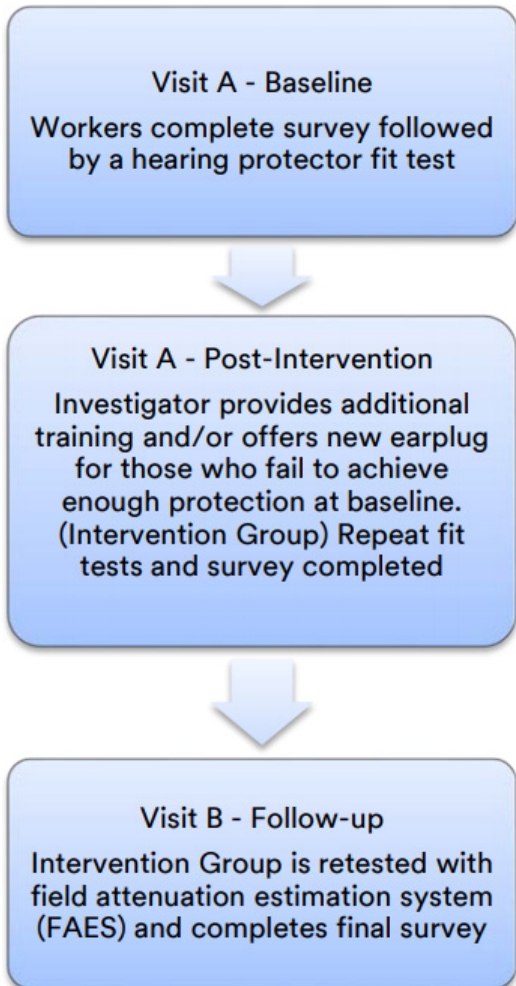 Visit A - Baseline
Workers complete survey followed
by a hearing protector fit test
Visit A - Post-Intervention
Investigator provides additional
training and/or offers new earplug
for those who fail to achieve
enough protection at baseline.
(Intervention Group) Repeat fit
tests and survey completed
Visit B - Follow-up
Intervention Group is retested with
field attenuation estimation system
(FAES) and completes final survey